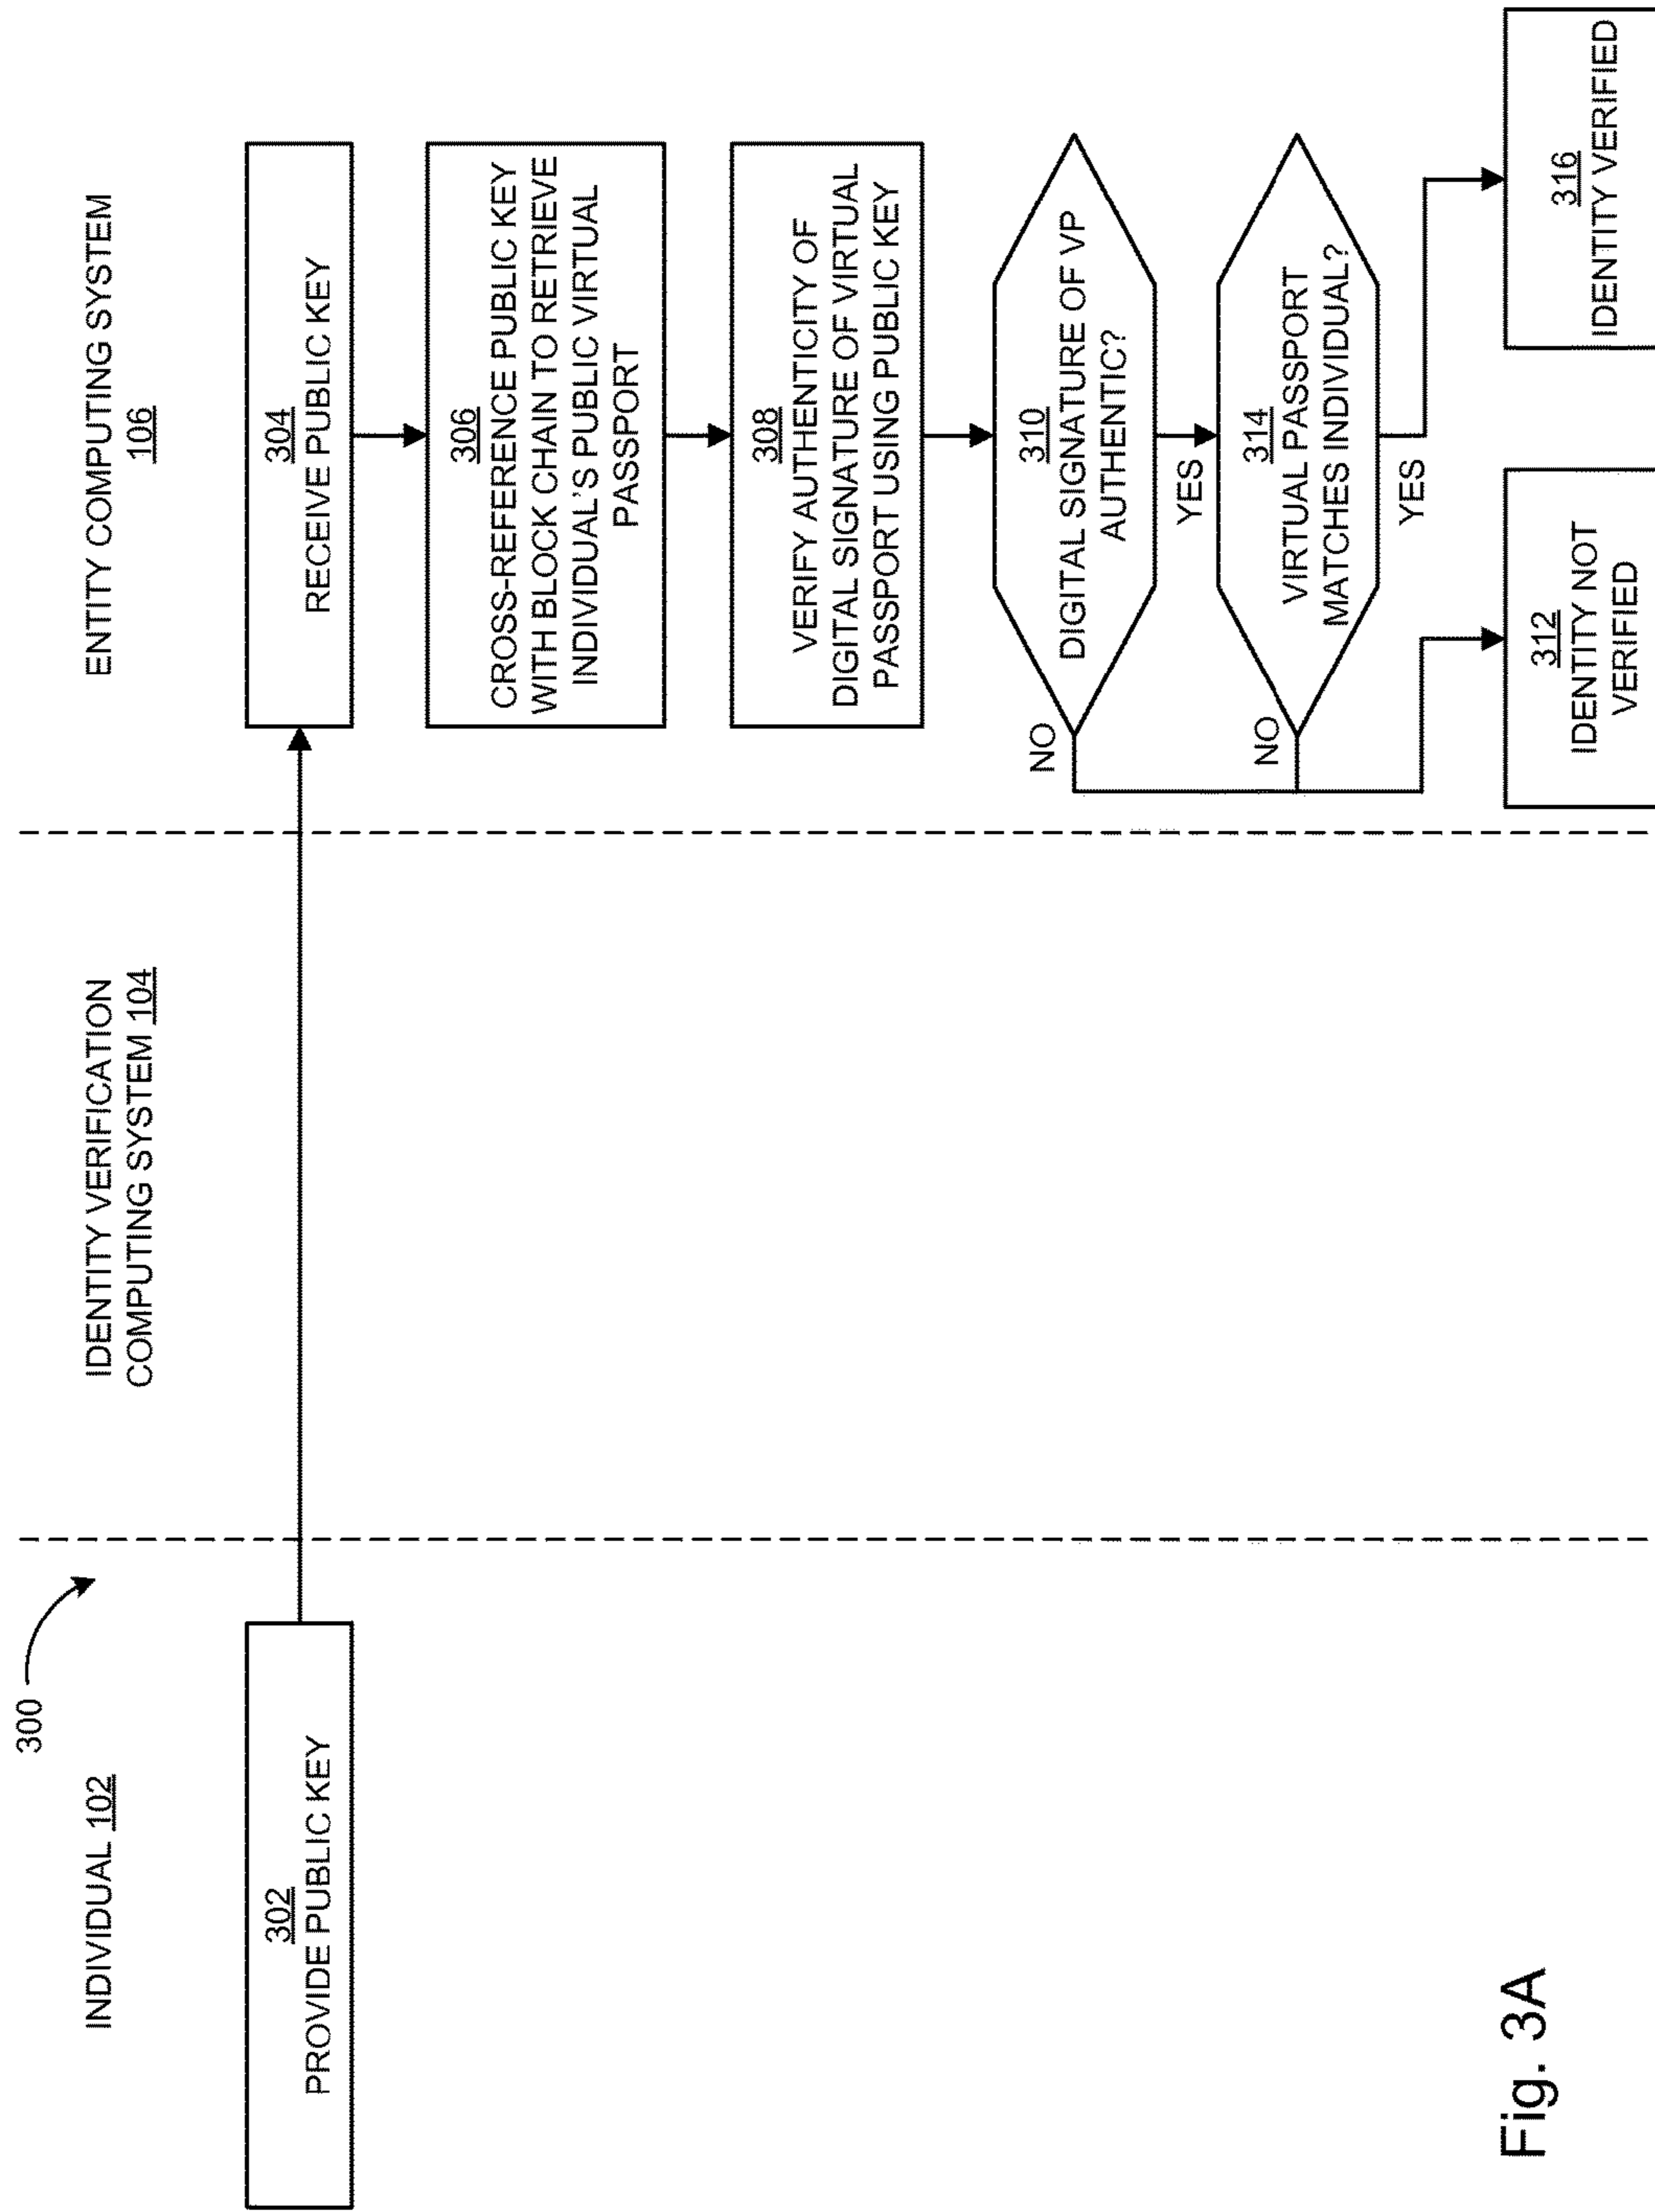 300
INDIVIDUAL 102
IDENTITY VERIFICATION
COMPUTING SYSTEM 104
ENTITY COMPUTING SYSTEM
106
302
PROVIDE PUBLIC KEY
304
RECEIVE PUBLIC KEY
306
CROSS-REFERENCE PUBLIC KEY
WITH BLOCK CHAIN TO RETRIEVE
INDIVIDUAL'S PUBLIC VIRTUAL
PASSPORT
308
VERIFY AUTHENTICITY OF
DIGITAL SIGNATURE OF VIRTUAL
PASSPORT USING PUBLIC KEY
310
DIGITAL SIGNATURE OF VP
AUTHENTIC?
NO
YES
314
VIRTUAL PASSPORT
MATCHES INDIVIDUAL?
NO
YES
312
IDENTITY NOT
VERIFIED
316
IDENTITY VERIFIED
Fig. 3A